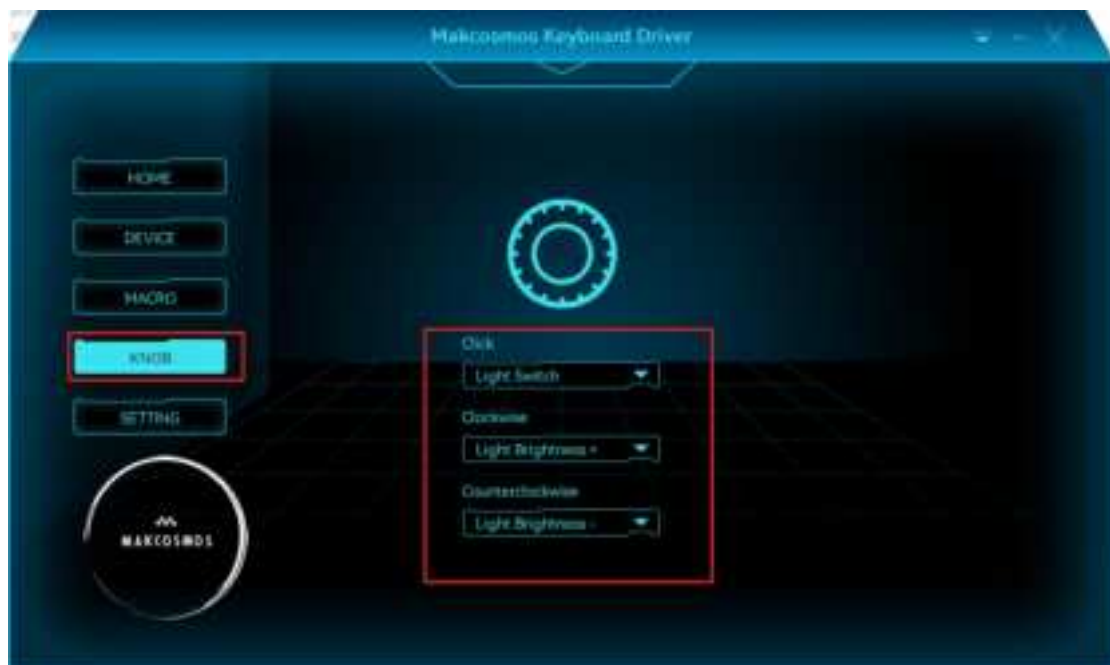 Makcosmos Keyboard Driver
HOME
DEVICE
MACRO
KNOB
SETTING
MAKCOSMOS
Click
Light Switch
Clockwise
Light Brightness +
Counterclockwise
Light Brightness -